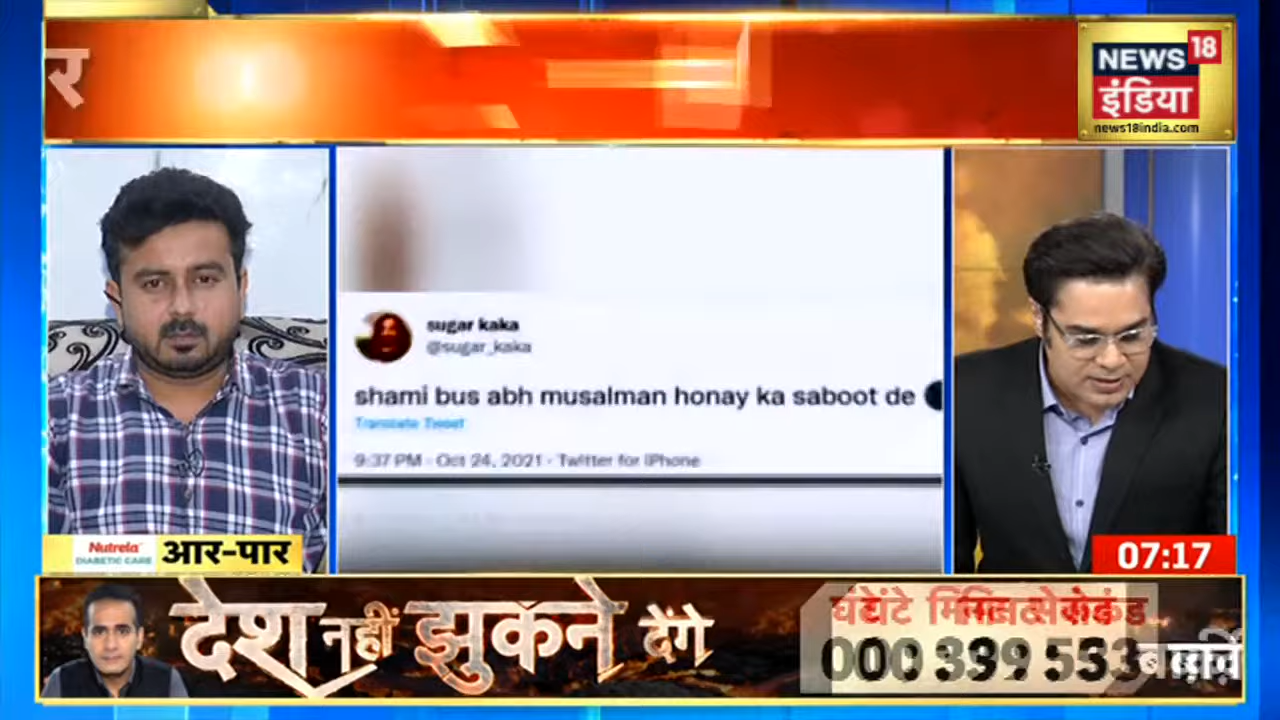 र
NEWS 18
इंडिया
news18india.com
sugar kaka
@sugar_kaka
shami bus abh musalman honay ka saboot de
Translate Tweet
9:37 PM · Oct 24, 2021 · Twitter for iPhone
Nutrela
DIABETIC CARE
आर-पार
07:17
देश नहीं झुकने देंगे